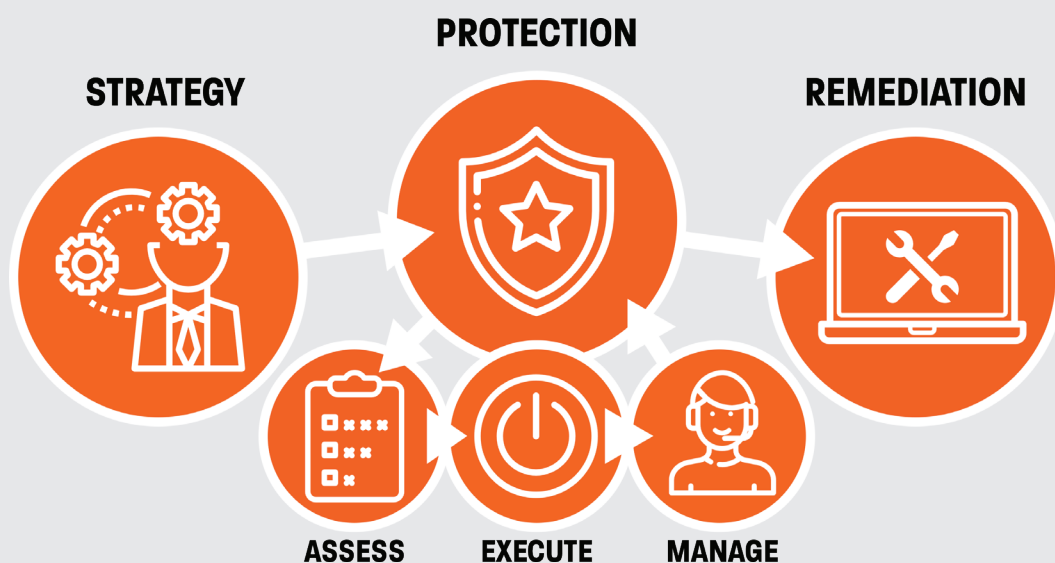 PROTECTION
STRATEGY
REMEDIATION
ASSESS
EXECUTE
MANAGE